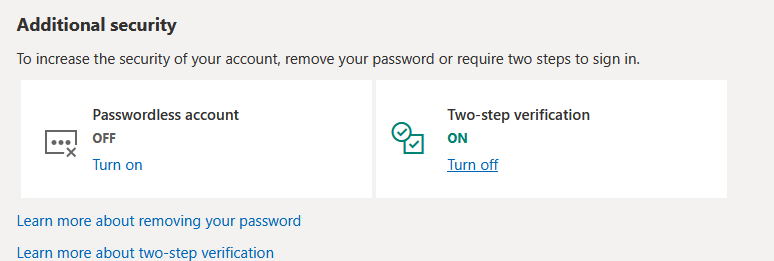 Additional security
To increase the security of your account, remove your password or require two steps to sign in.
Passwordless account
OFF
Turn on
Two-step verification
ON
Turn off
Learn more about removing your password
Learn more about two-step verification